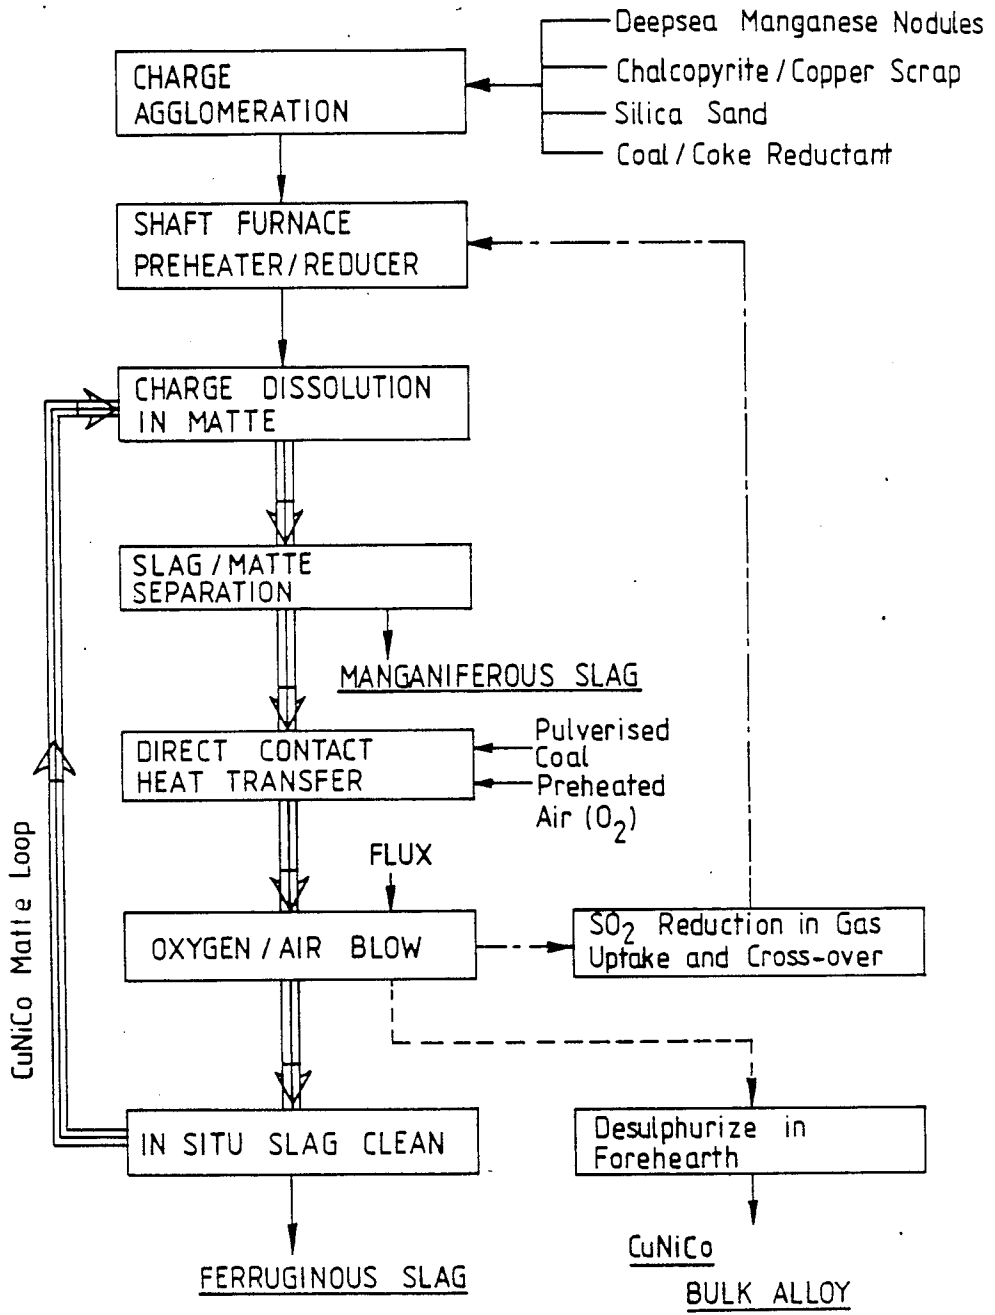 Deepsea Manganese Nodules
CHARGE
AGGLOMERATION
Chalcopyrite/Copper Scrap
Silica Sand
Coal/Coke Reductant
SHAFT FURNACE
PREHEATER/REDUCER
CHARGE DISSOLUTION
IN MATTE
SLAG/MATTE
SEPARATION
MANGANIFEROUS SLAG
DIRECT CONTACT
HEAT TRANSFER
Pulverised
Coal
Preheated
Air (O2)
FLUX
CuNiCo Matte Loop
OXYGEN/AIR BLOW
SO2 Reduction in Gas
Uptake and Cross-over
IN SITU SLAG CLEAN
Desulphurize in
Forehearth
FERRUGINOUS SLAG
CuNiCo
BULK ALLOY